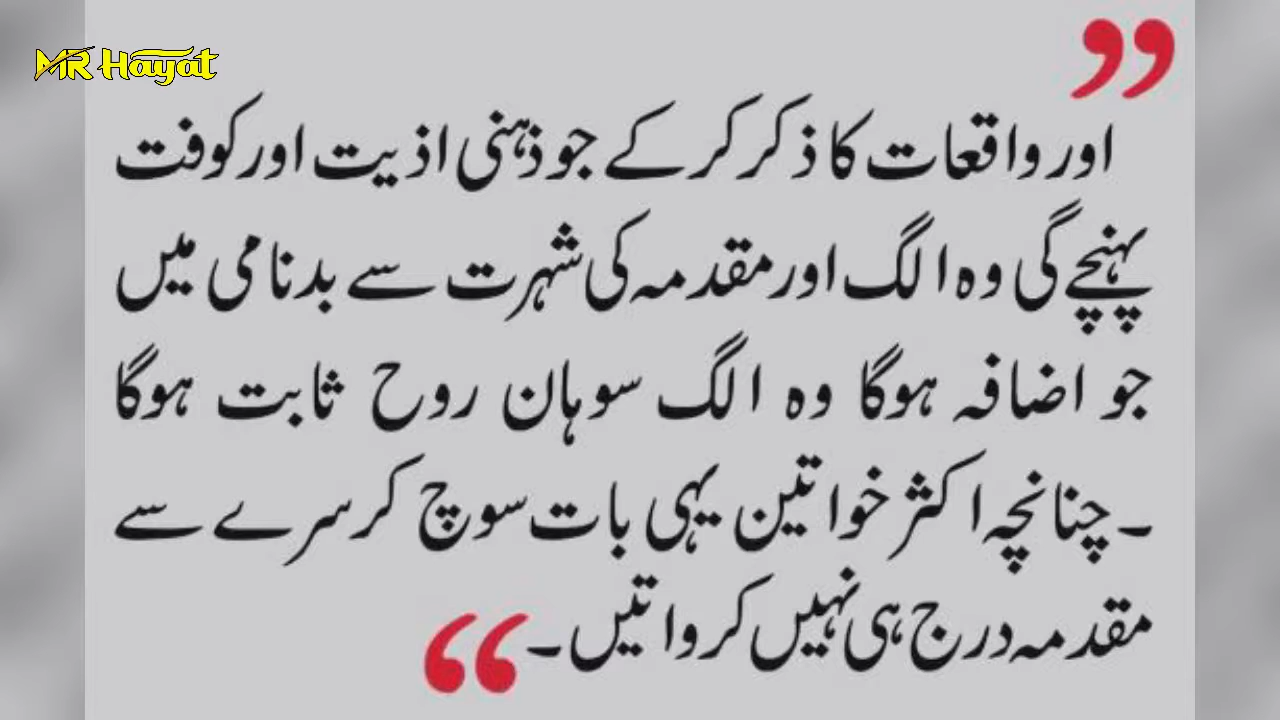 MR Hayat
اور واقعات کا ذکر کر کے جو ذہنی اذیت اور کوفت
پہنچے گی وہ الگ اور مقدمہ کی شہرت سے بدنامی میں
جو اضافہ ہوگا وہ الگ سوہان روح ثابت ہوگا
۔ چنانچہ اکثر خواتین یہی بات سوچ کر سرے سے
مقدمہ درج ہی نہیں کرواتیں۔